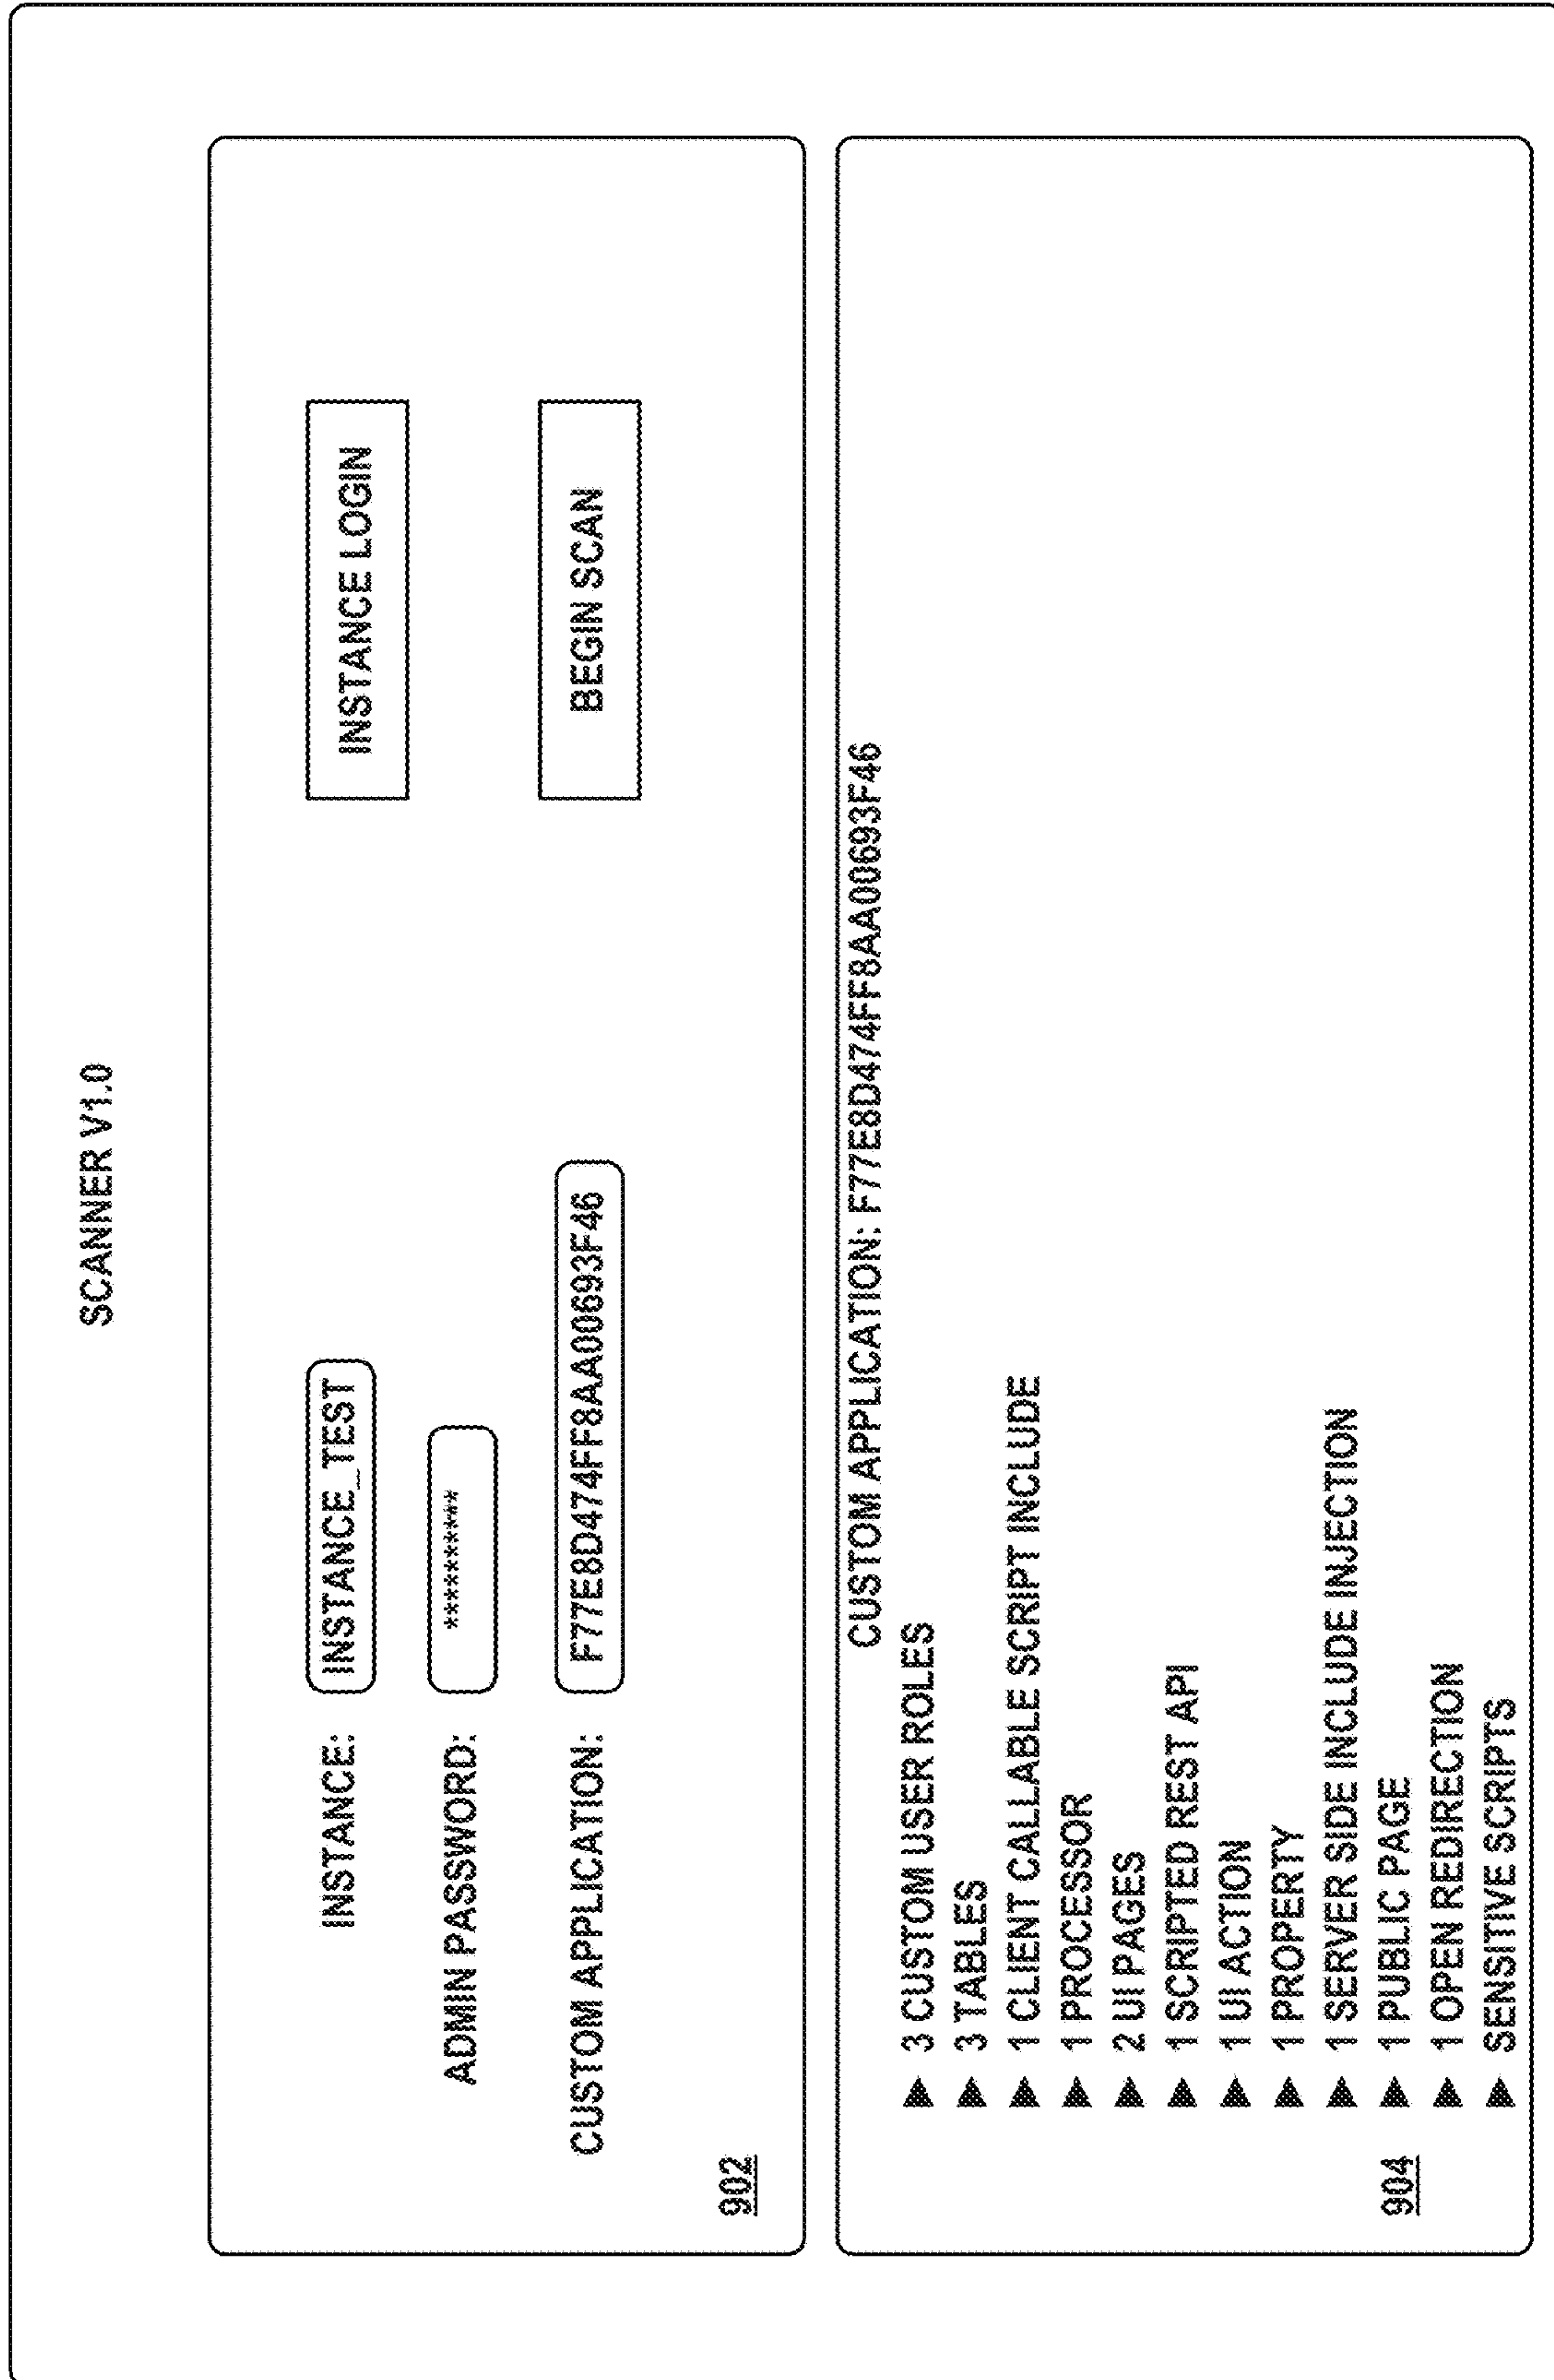 SCANNER V1.0
INSTANCE: INSTANCE_TEST INSTANCE LOGIN
ADMIN PASSWORD: *********
CUSTOM APPLICATION: F77E8D474FF8AA00693F46 BEGIN SCAN
902
CUSTOM APPLICATION: F77E8D474FF8AA00693F46
3 CUSTOM USER ROLES
3 TABLES
1 CLIENT CALLABLE SCRIPT INCLUDE
1 PROCESSOR
2 UI PAGES
1 SCRIPTED REST API
1 UI ACTION
1 PROPERTY
1 SERVER SIDE INCLUDE INJECTION
1 PUBLIC PAGE
1 OPEN REDIRECTION
SENSITIVE SCRIPTS
904